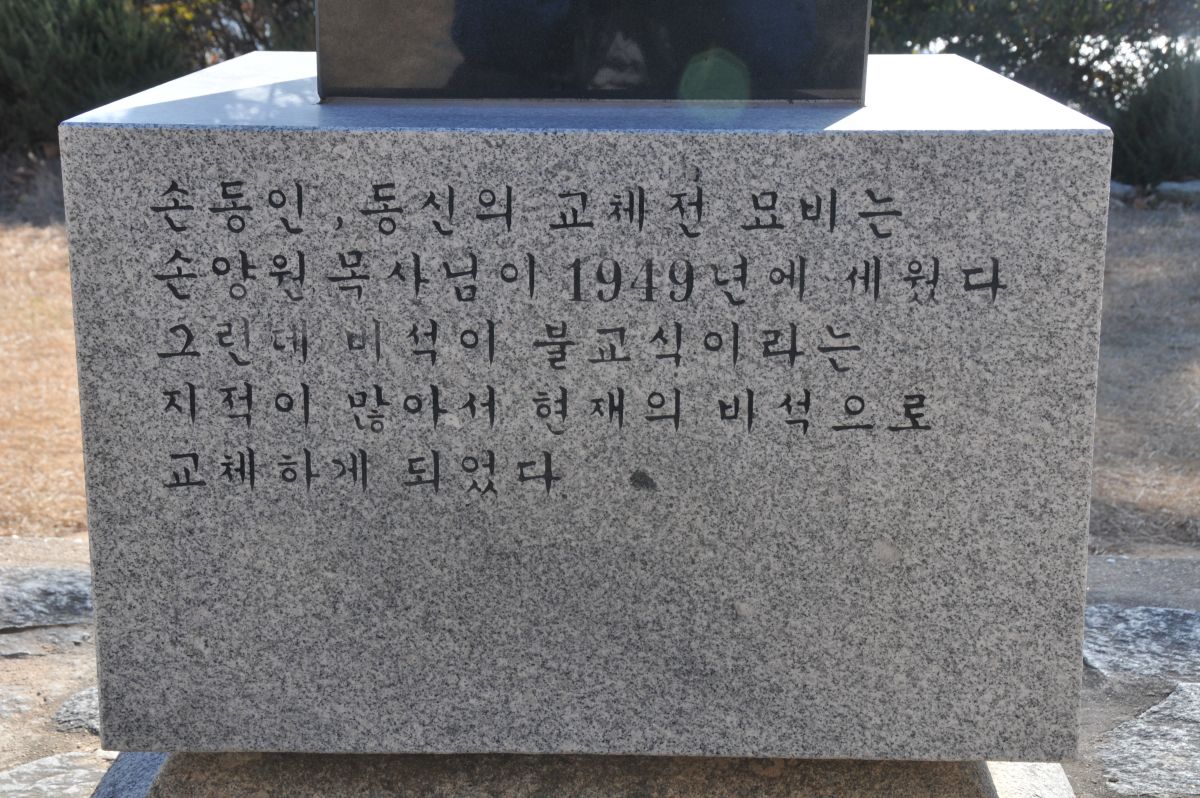 손동인,동신의 교체전 묘비는
손양원목사님이 1949년에 세웠다
그린데 비석이 불교식이라는
지적이 많아서 현재의 비석으로
교체하게 되었다